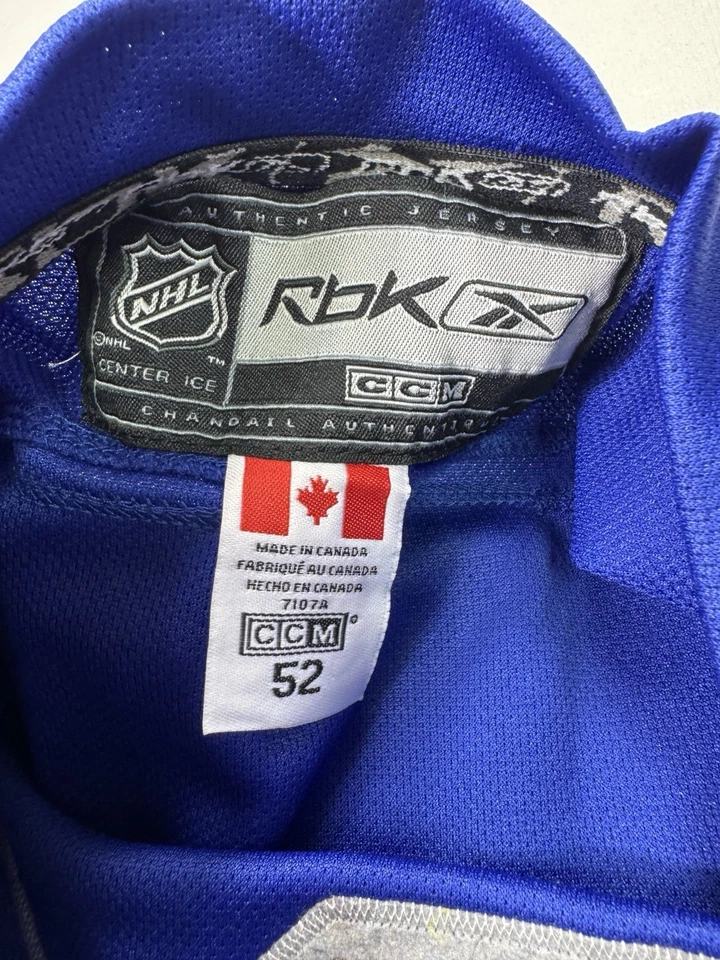 AUTHENTIC JERSEY
NHL
RbK
©NHL
TM
CENTER ICE
CCM
CHANDAIL AUTHENTIQUE
MADE IN CANADA
FABRIQUÉ AU CANADA
HECHO EN CANADA
7107A
CCM
52